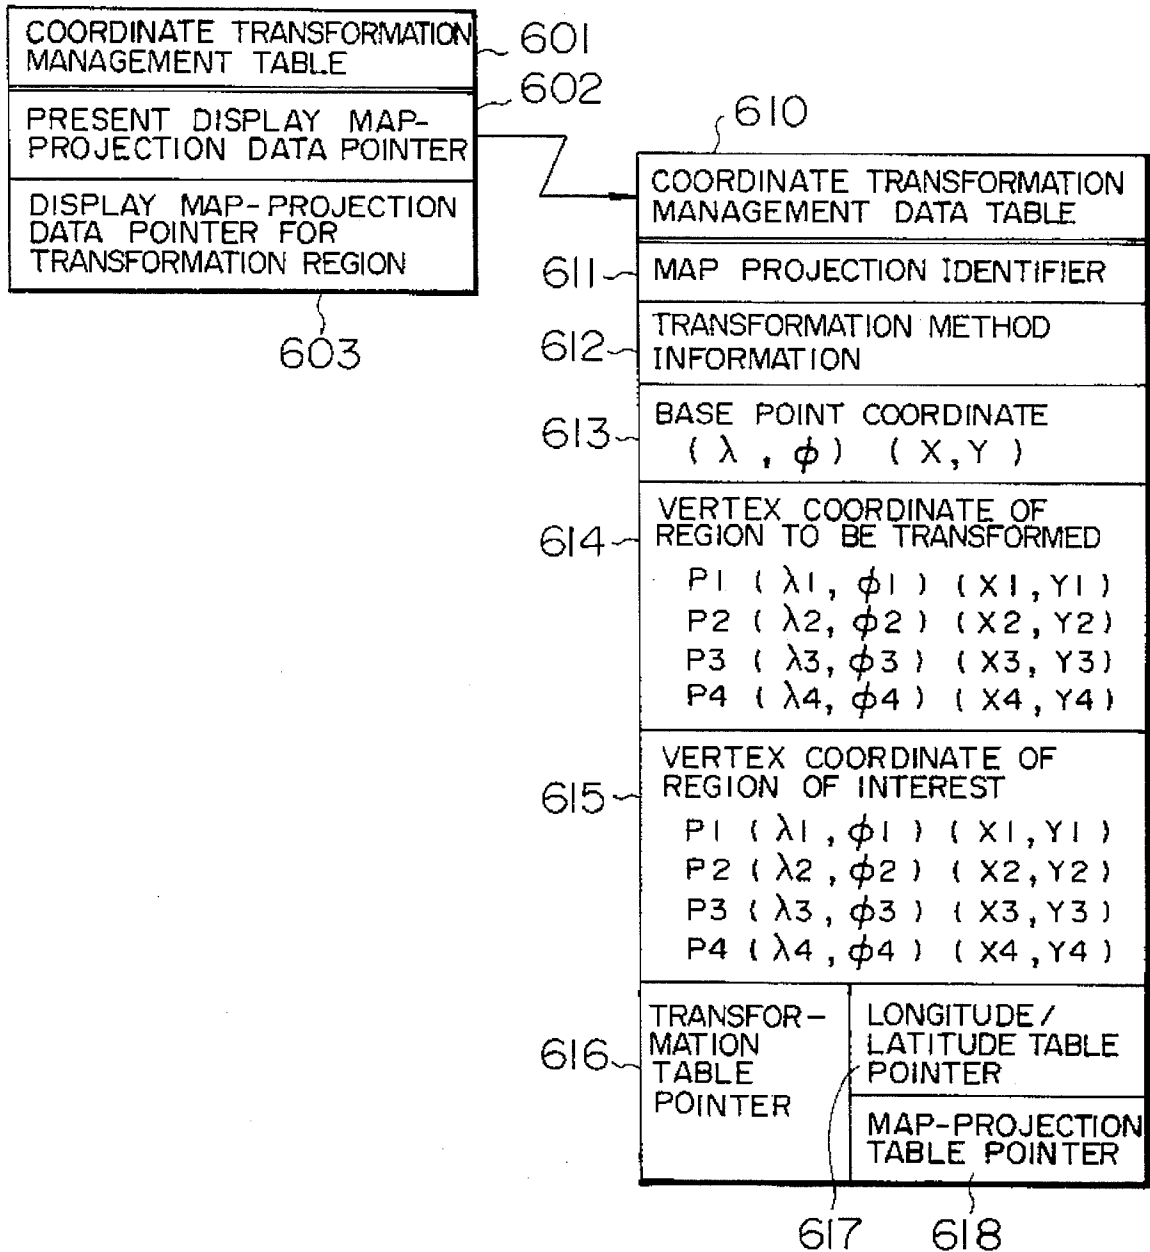 COORDINATE TRANSFORMATION
MANAGEMENT TABLE
601
602
PRESENT DISPLAY MAP-
PROJECTION DATA POINTER
DISPLAY MAP-PROJECTION
DATA POINTER FOR
TRANSFORMATION REGION
603
610
COORDINATE TRANSFORMATION
MANAGEMENT DATA TABLE
611
MAP PROJECTION IDENTIFIER
612
TRANSFORMATION METHOD
INFORMATION
613
BASE POINT COORDINATE
(λ, ϕ) (X,Y)
614
VERTEX COORDINATE OF
REGION TO BE TRANSFORMED
P1 (λ1, ϕ1) (X1, Y1)
P2 (λ2, ϕ2) (X2, Y2)
P3 (λ3, ϕ3) (X3, Y3)
P4 (λ4, ϕ4) (X4, Y4)
615
VERTEX COORDINATE OF
REGION OF INTEREST
P1 (λ1, ϕ1) (X1, Y1)
P2 (λ2, ϕ2) (X2, Y2)
P3 (λ3, ϕ3) (X3, Y3)
P4 (λ4, ϕ4) (X4, Y4)
616
TRANSFOR-
MATION
TABLE
POINTER
LONGITUDE/
LATITUDE TABLE
POINTER
MAP-PROJECTION
TABLE POINTER
617
618